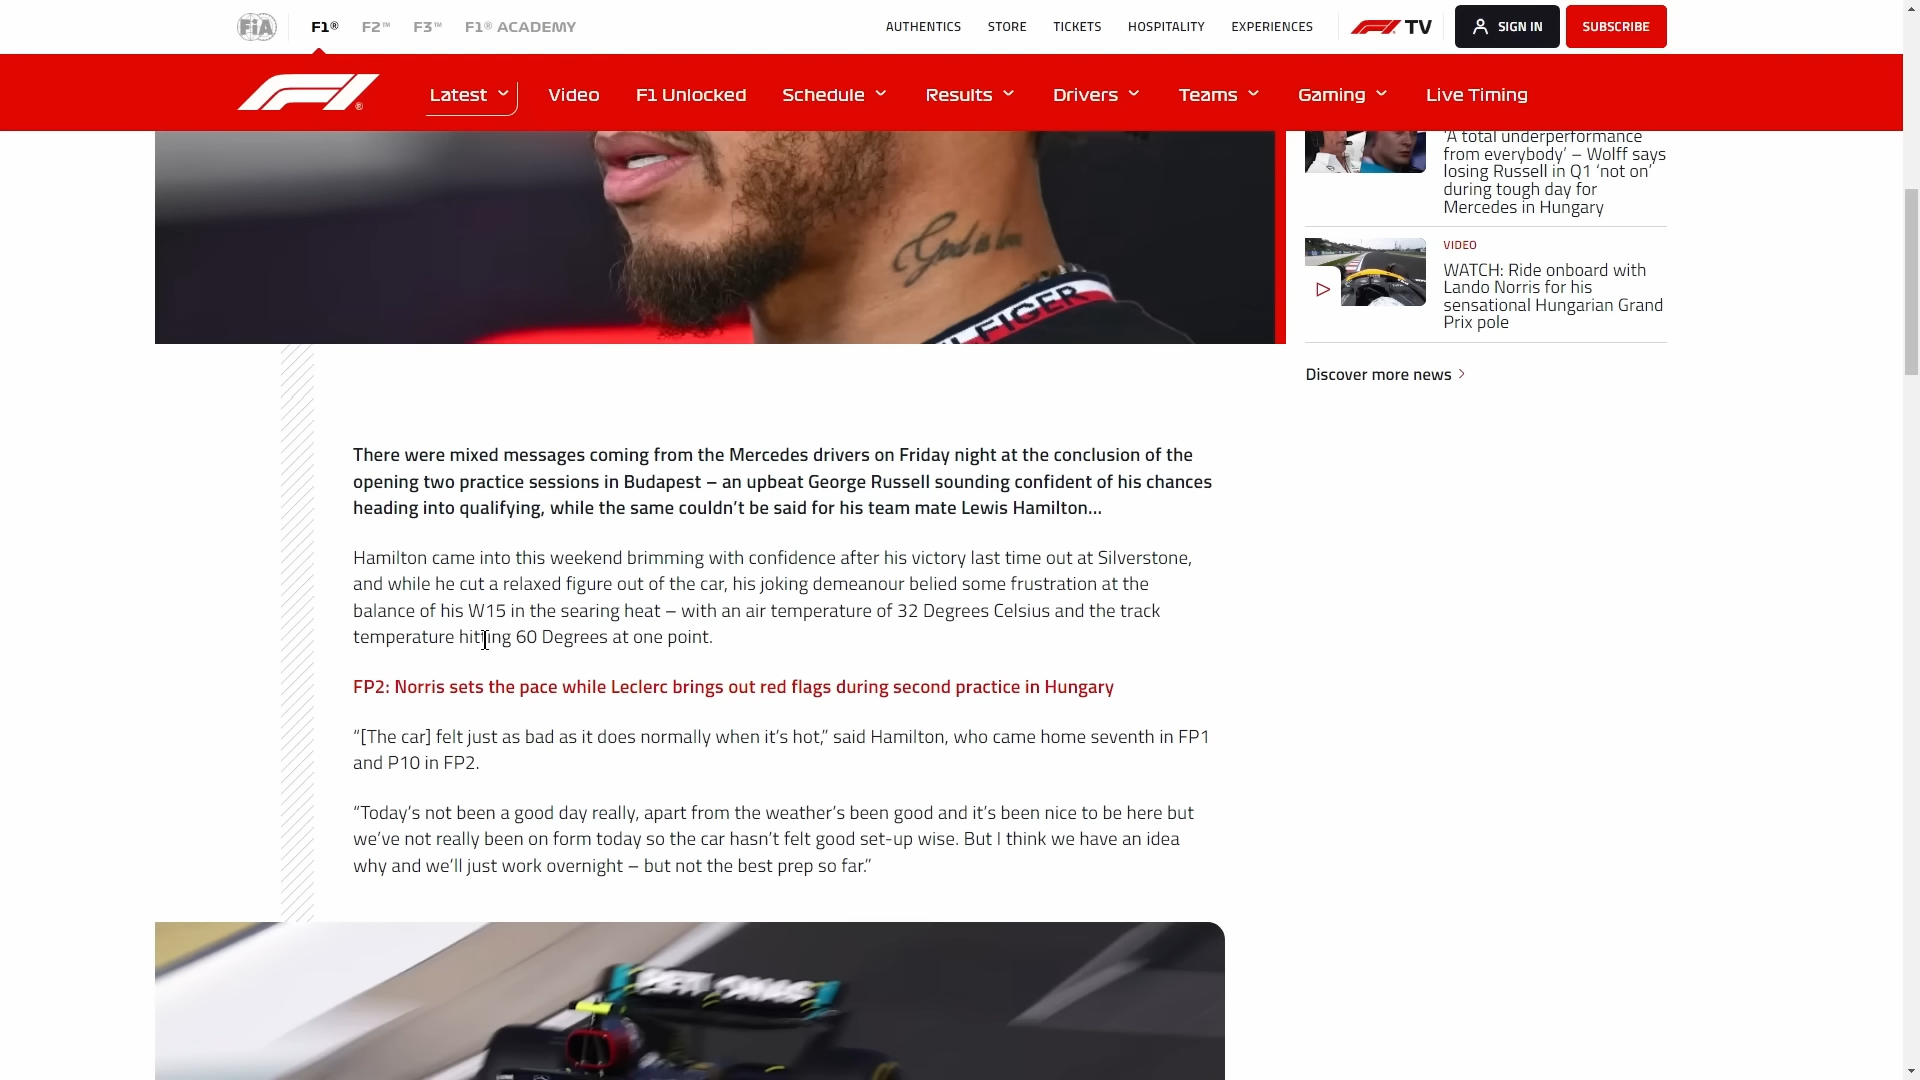 FiA F1® F2™ F3™ F1® ACADEMY AUTHENTICS STORE TICKETS HOSPITALITY EXPERIENCES F1 TV SIGN IN SUBSCRIBE
F1® Latest Video F1 Unlocked Schedule Results Drivers Teams Gaming Live Timing
‘A total underperformance
from everybody’ – Wolff says
losing Russell in Q1 ‘not on’
during tough day for
Mercedes in Hungary
VIDEO
WATCH: Ride onboard with
Lando Norris for his
sensational Hungarian Grand
Prix pole
Discover more news
There were mixed messages coming from the Mercedes drivers on Friday night at the conclusion of the
opening two practice sessions in Budapest – an upbeat George Russell sounding confident of his chances
heading into qualifying, while the same couldn’t be said for his team mate Lewis Hamilton…
Hamilton came into this weekend brimming with confidence after his victory last time out at Silverstone,
and while he cut a relaxed figure out of the car, his joking demeanour belied some frustration at the
balance of his W15 in the searing heat – with an air temperature of 32 Degrees Celsius and the track
temperature hitting 60 Degrees at one point.
FP2: Norris sets the pace while Leclerc brings out red flags during second practice in Hungary
“[The car] felt just as bad as it does normally when it’s hot,” said Hamilton, who came home seventh in FP1
and P10 in FP2.
“Today’s not been a good day really, apart from the weather’s been good and it’s been nice to be here but
we’ve not really been on form today so the car hasn’t felt good set-up wise. But I think we have an idea
why and we’ll just work overnight – but not the best prep so far.”
PETRONAS